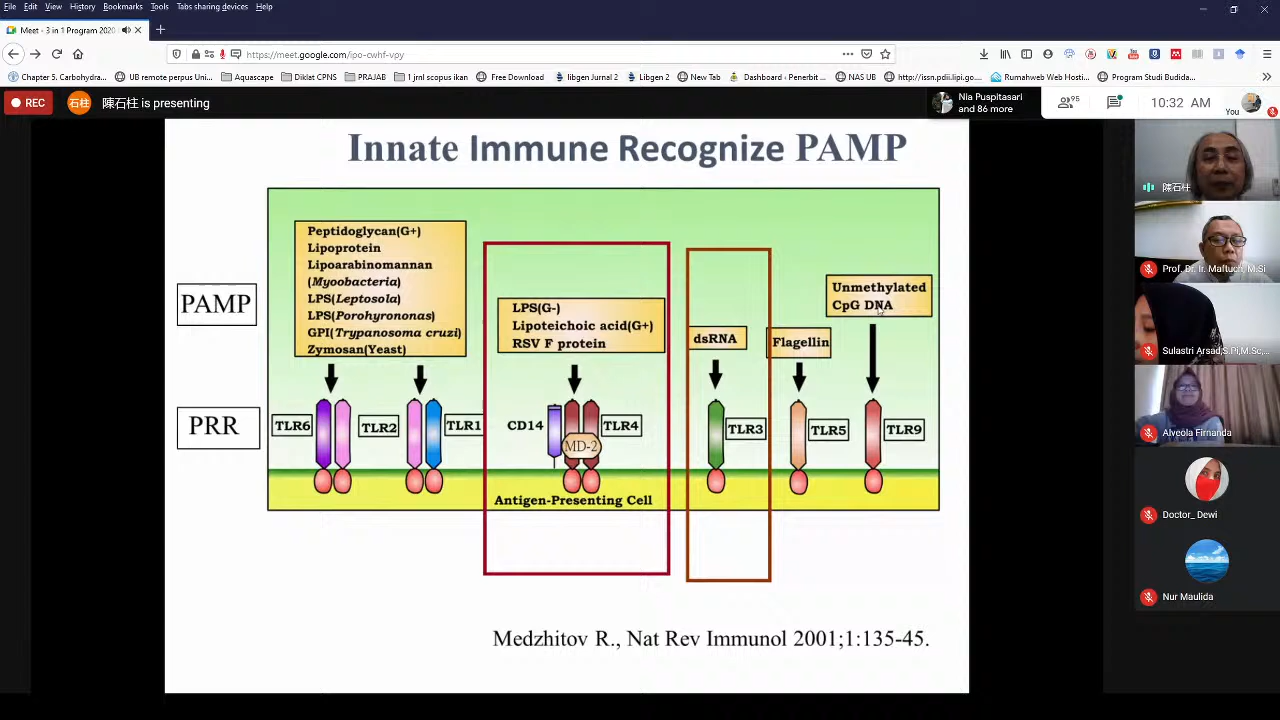 File Edit View History Bookmarks Tools Tabs sharing devices Help
Meet - 3 in 1 Program 2020
https://meet.google.com/ipo-cwhf-vpy
Chapter 5. Carbohydra... UB remote perpus Uni... Aquascape Diklat CPNS PRAJAB 1 jml scopus ikan Free Download libgen Jurnal 2 Libgen 2 New Tab Dashboard ‹ Penerbit ... NAS UB http://issn.pdii.lipi.go.... Rumahweb Web Hosti... Program Studi Budida...
REC
石柱
陳石柱 is presenting
Nia Puspitasari
and 86 more
95
10:32 AM
You
Innate Immune Recognize PAMP
PAMP
Peptidoglycan(G+)
Lipoprotein
Lipoarabinomannan
(Myoobacteria)
LPS(Leptosola)
LPS(Porohyrononas)
GPI(Trypanosoma cruzi)
Zymosan(Yeast)
LPS(G-)
Lipoteichoic acid(G+)
RSV F protein
dsRNA
Flagellin
Unmethylated
CpG DNA
PRR
TLR6
TLR2
TLR1
CD14
MD-2
TLR4
TLR3
TLR5
TLR9
Antigen-Presenting Cell
Medzhitov R., Nat Rev Immunol 2001;1:135-45.
陳石柱
Prof. Dr. Ir. Maftuch, M.Si
Sulastri Arsad,S.Pi,M.Sc,...
Alveola Firnanda
Doctor_ Dewi
Nur Maulida